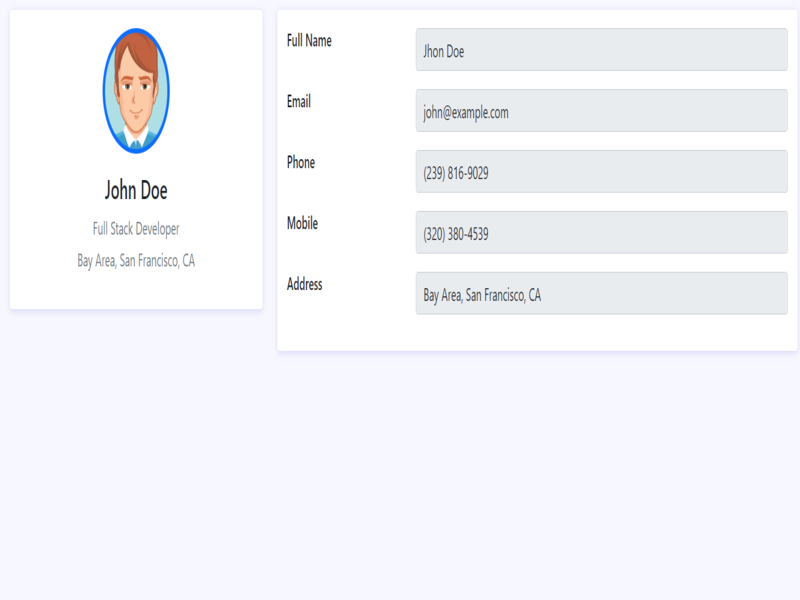 John Doe
Full Stack Developer
Bay Area, San Francisco, CA
Full Name
Jhon Doe
Email
john@example.com
Phone
(239) 816-9029
Mobile
(320) 380-4539
Address
Bay Area, San Francisco, CA